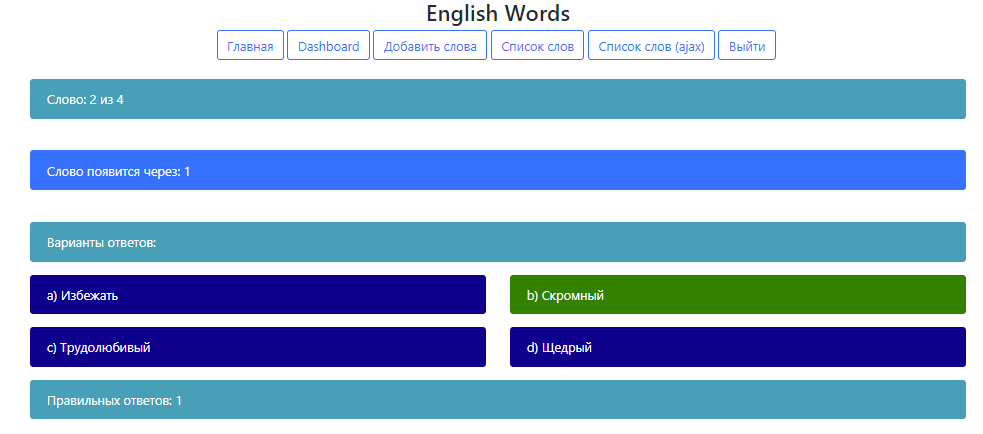 English Words
Главная Dashboard Добавить слова Список слов Список слов (ajax) Выйти
Слово: 2 из 4
Слово появится через: 1
Варианты ответов:
a) Избежать b) Скромный
c) Трудолюбивый d) Щедрый
Правильных ответов: 1